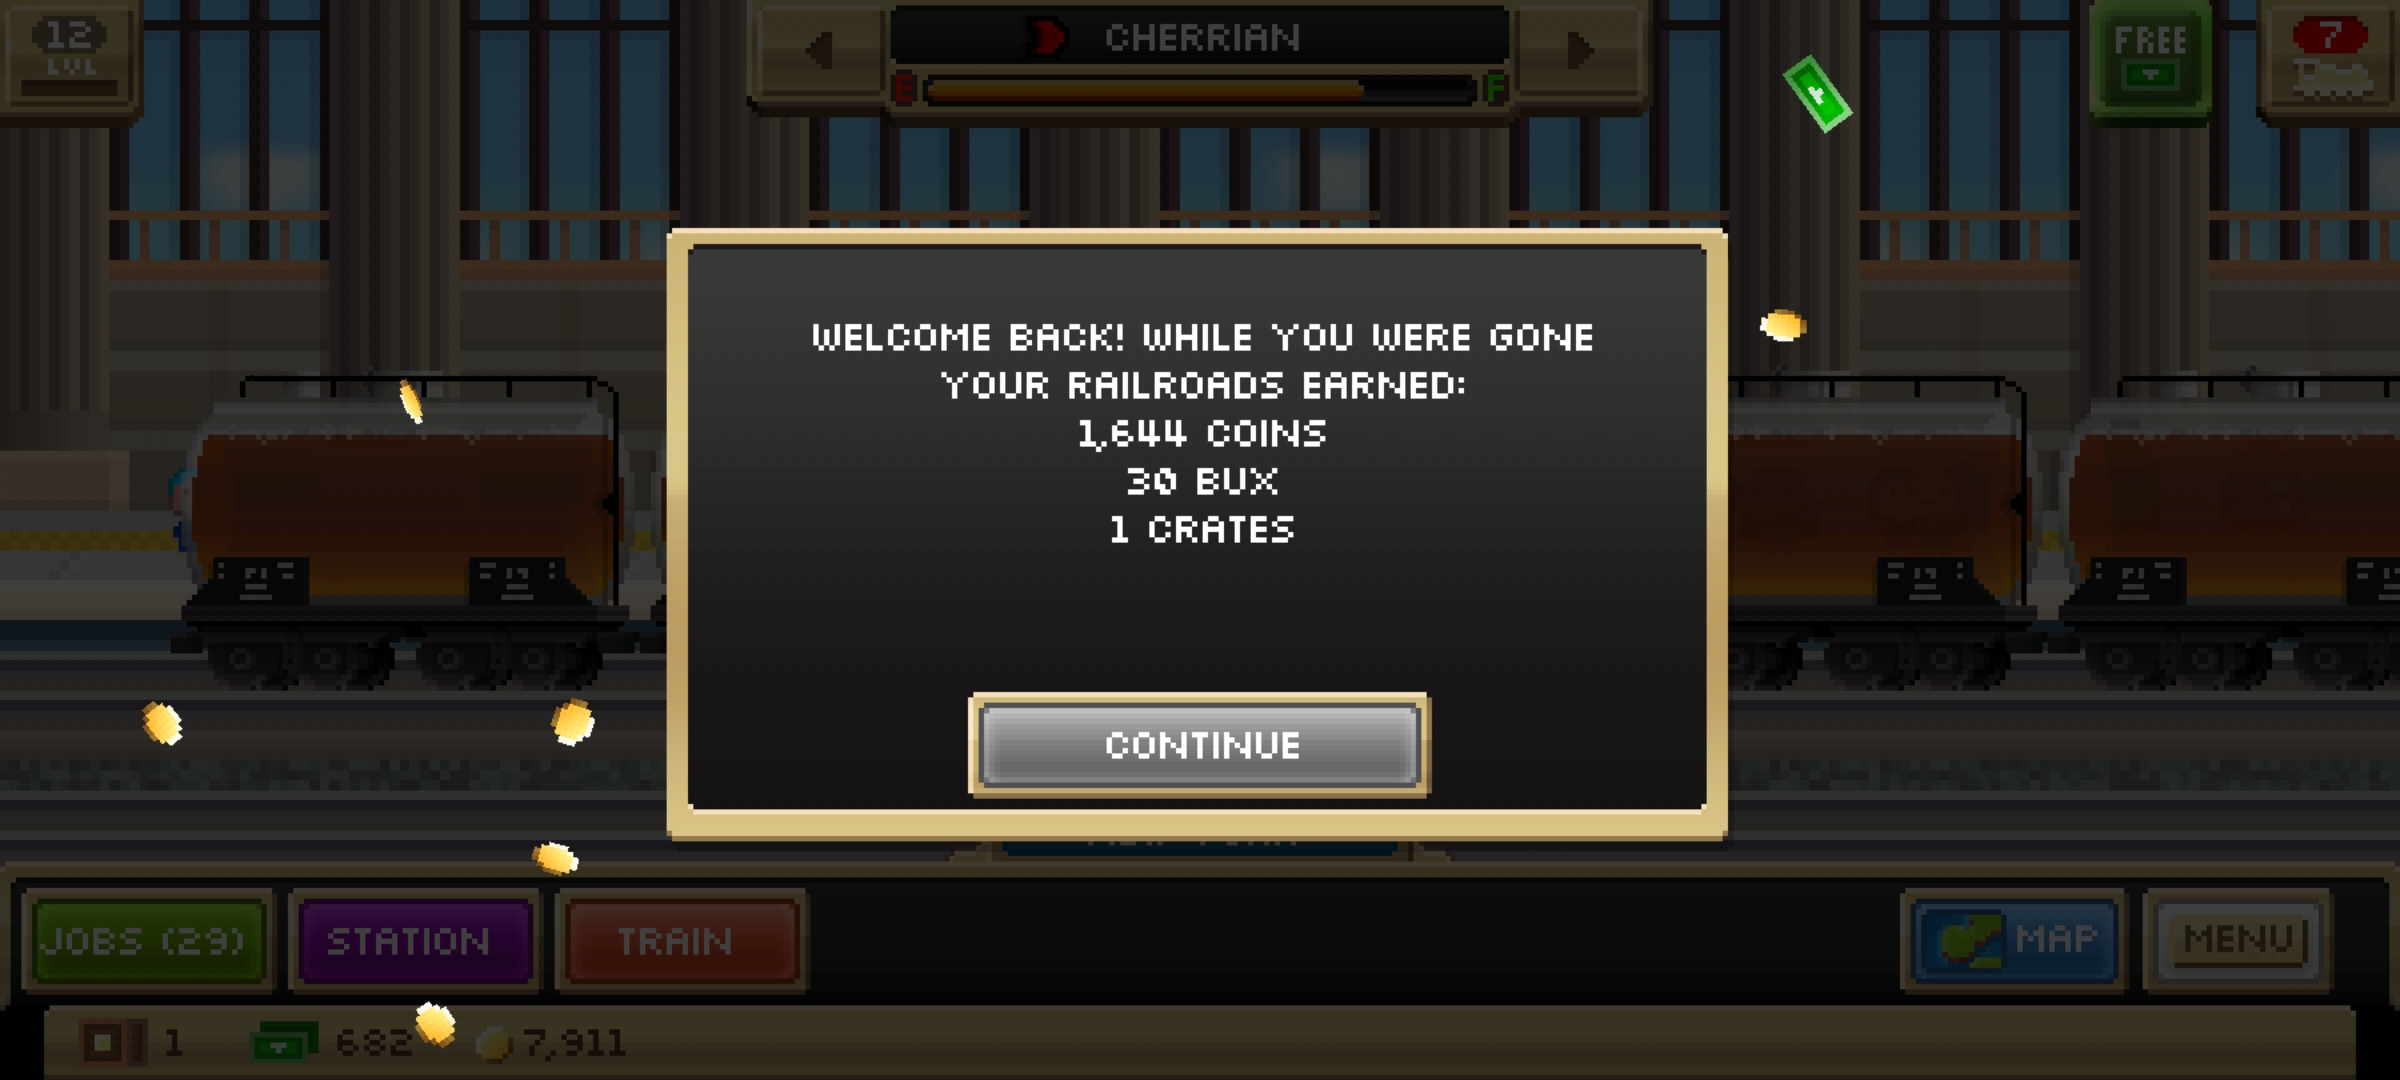 12
LVL
CHERRIAN
E
F
FREE
7
WELCOME BACK! WHILE YOU WERE GONE
YOUR RAILROADS EARNED:
1,644 COINS
30 BUX
1 CRATES
CONTINUE
JOBS (29)
STATION
TRAIN
MAP
MENU
1
682
7,911